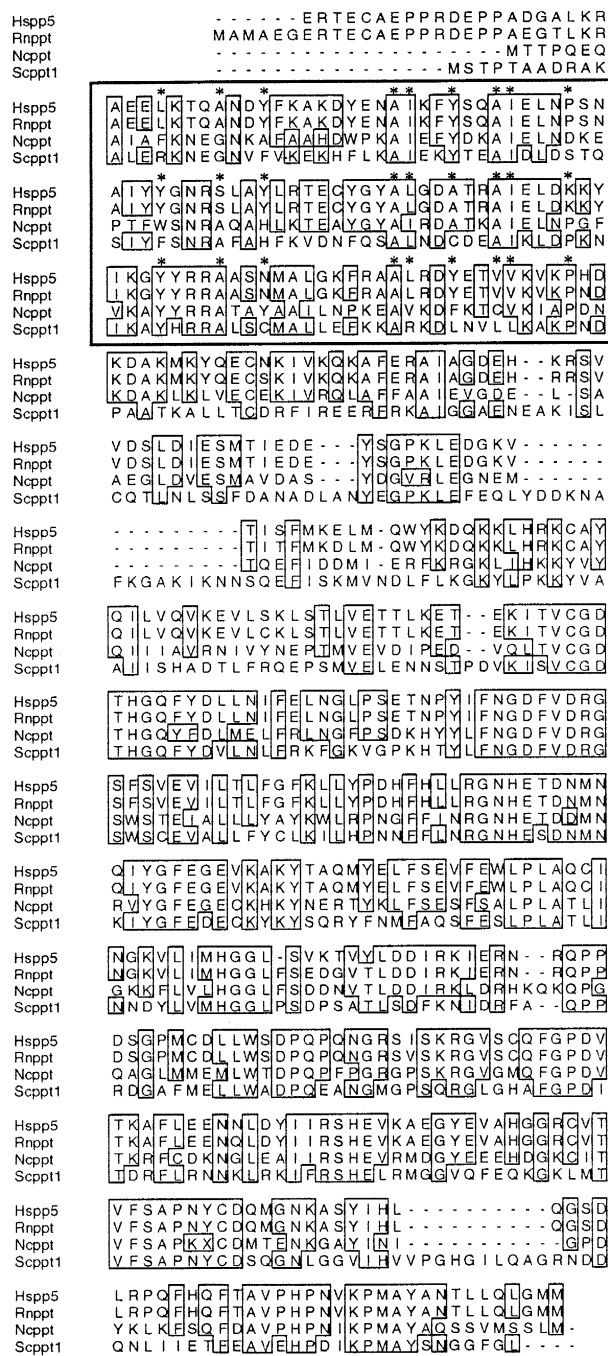 Hspp5 ------ERTECAEPPRDEPPADGALKR
Rnppt MAMAEGERTECAEPPRDEPPAEGTLKR
Ncppt --------------------MTTPQEQ
Scppt1 ----------------MSTPTAADRAK
* * * ** * ** *
Hspp5 AEELKTQANDYFKAKDYENAIKFYSQAIELNPSN
Rnppt AEELKTQANDYFKAKDYENAIKFYSQAIELNPSN
Ncppt AIAFKNEGNKAFAAHDWPKAIEFYDKAIELNDKE
Scppt1 ALERKNEGNVFVKEKHFLKAIEKYTEAIDLDSTQ
* * * ** * ** *
Hspp5 AIYYGNRSLAYLRTECYGYALGDATRAIELDKKY
Rnppt AIYYGNRSLAYLRTECYGYALGDATRAIELDKKY
Ncppt PTFWSNRAQAHLKTEAYGYAIRDATKAIELNPGF
Scppt1 SIYFSNRAFAHFKVDNFQSALNDCDEAIKLDPKN
* * * ** * ** *
Hspp5 IKGYYRRAASNMALGKFRAALRDYETVVKVKPHD
Rnppt IKGYYRRAASNMALGKFRAALRDYETVVKVKPND
Ncppt VKAYYRRATAYAAILNPKEAVKDFKTCVKIAPDN
Scppt1 IKAYHRRALSCMALLEFKKARKDLNVLLKAKPND
Hspp5 KDAKMKYQECNKIVKQKAFERAIAGDEH--KRSV
Rnppt KDAKMKYQECSKIVKQKAFERAIAGDEH--RRSV
Ncppt KDAKLKLVECEKIVRQLAFFAAIEVGDE--L-SA
Scppt1 PAATKALLTCDRFIREERFRKAIGGAENEAKISL
Hspp5 VDSLDIESMTIEDE---YSGPKLEDGKV------
Rnppt VDSLDIESMTIEDE---YSGPKLEDGKV------
Ncppt AEGLDVESMAVDAS---YDGVRLEGNEM------
Scppt1 CQTLNLSSFDANADLANYEGPKLEFEQLYDDKNA
Hspp5 ---------TISFMKELM-QWYKDQKKLHRKCAY
Rnppt ---------TITFMKDLM-QWYKDQKKLHRKCAY
Ncppt ---------TQEFIDDMI-ERFKRGKLIHKKYVY
Scppt1 FKGAKIKNNSQEFISKMVNDLFLKGKYLPKKYVA
Hspp5 QILVQVKEVLSKLSTLVETTLKET--EKITVCGD
Rnppt QILVQVKEVLCKLSTLVETTLKET--EKITVCGD
Ncppt QIIIAVRNIVYNEPTMVEVDIPED--VQLTVCGD
Scppt1 AIISHADTLFRQEPSMVELENNSTPDVKISVCGD
Hspp5 THGQFYDLLNIFELNGLPSETNPYIFNGDFVDRG
Rnppt THGQFYDLLNIFELNGLPSETNPYIFNGDFVDRG
Ncppt THGQYFDLMELFRLNGFPSDKHYYLFNGDFVDRG
Scppt1 THGQFYDVLNLFRKFGKVGPKHTYLFNGDFVDRG
Hspp5 SFSVEVILTLFGFKLLYPDHFHLLRGNHETDNMN
Rnppt SFSVEVILTLFGFKLLYPDHFHLLRGNHETDNMN
Ncppt SWSTEIALLLYAYKWLRPNGFFINRGNHETDDMN
Scppt1 SWSCEVALLFYCLKILHPNNFFLNRGNHESDNMN
Hspp5 QIYGFEGEVKAKYTAQMYELFSEVFEWLPLAQCI
Rnppt QIYGFEGEVKAKYTAQMYELFSEVFEWLPLAQCI
Ncppt RVYGFEGECKHKYNERTYKLFSESFSALPLATLI
Scppt1 KIYGFEDECKYKYSQRYFNMFAQSFESLPLATLI
Hspp5 NGKVLIMHGGL-SVKTVYLDDIRKIERN--RQPP
Rnppt NGKVLIMHGGLFSEDGVTLDDIRKIERN--RQPP
Ncppt GKKFLVLHGGLFSDDNVTLDDIRKLDRHKQKQPG
Scppt1 NNDYLVMHGGLPSDPSATLSDFKNIDRFA--QPP
Hspp5 DSGPMCDLLWSDPQPQNGRSISKRGVSCQFGPDV
Rnppt DSGPMCDLLWSDPQPQNGRSVSKRGVSCQFGPDV
Ncppt QAGLMMEMLWTDPQPFPGRGPSKRGVGMQFGPDV
Scppt1 RDGAFMELLWADPQEANGMGPSQRGLGHAFGPDI
Hspp5 TKAFLEENNLDYIIRSHEVKAEGYEVAHGGRCVT
Rnppt TKAFLEENQLDYIIRSHEVKAEGYEVAHGGRCVT
Ncppt TKRFCDKNGLEAIIRSHEVRMDGYEEEHDGKCIT
Scppt1 TDRFLRNNKLRKIFRSHELRMGGVQFEQKGKLMT
Hspp5 VFSAPNYCDQMGNKASYIHL----------QGSD
Rnppt VFSAPNYCDQMGNKASYIHL----------QGSD
Ncppt VFSAPKXCDMTENKGAYINI-----------GPD
Scppt1 VFSAPNYCDSQGNLGGVIHVVPGHGILQAGRNDD
Hspp5 LRPQFHQFTAVPHPNVKPMAYANTLLQLGMM
Rnppt LRPQFHQFTAVPHPNVKPMAYANTLLQLGMM
Ncppt YKLKFSQFDAVPHPNIKPMAYAQSSVMSSLM-
Scppt1 QNLIIETFEAVEHPDIKPMAYSNGGFGL----